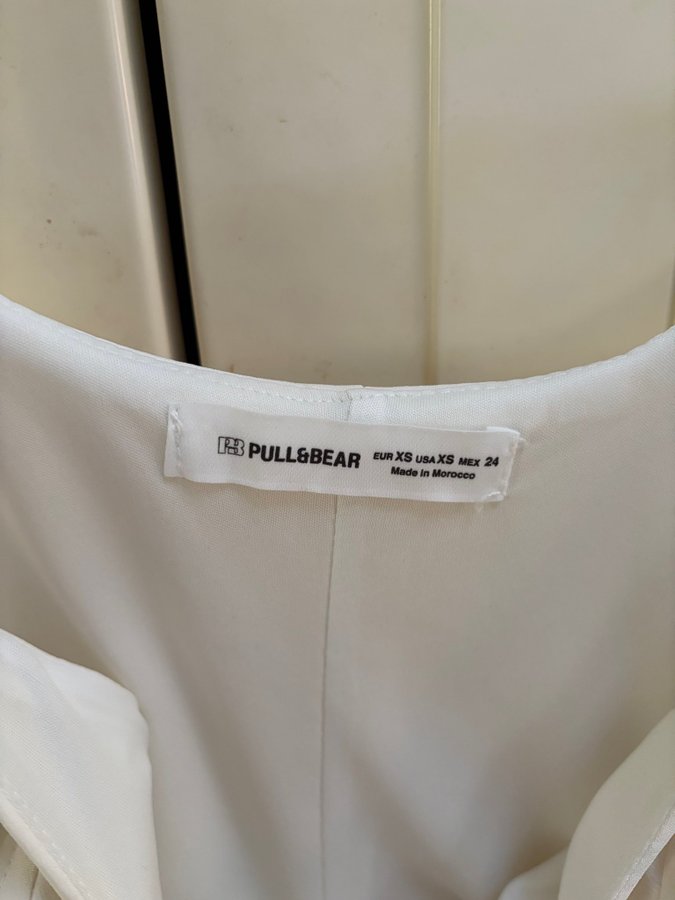 PB PULL&BEAR EUR XS USA XS MEX 24
Made in Morocco